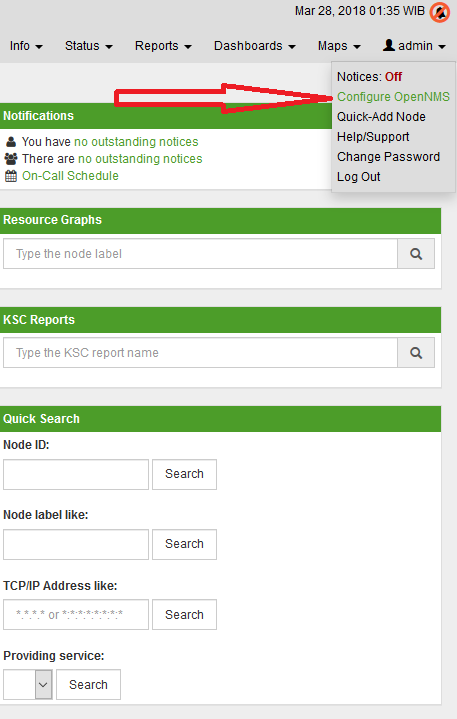 Mar 28, 2018 01:35 WIB
Info Status Reports Dashboards Maps admin
Notices: Off
Configure OpenNMS
Quick-Add Node
Help/Support
Change Password
Log Out
Notifications
You have no outstanding notices
There are no outstanding notices
On-Call Schedule
Resource Graphs
Type the node label
KSC Reports
Type the KSC report name
Quick Search
Node ID:
Search
Node label like:
Search
TCP/IP Address like:
*.*.*.* or *:*:*:*:*:*:*:* Search
Providing service:
Search